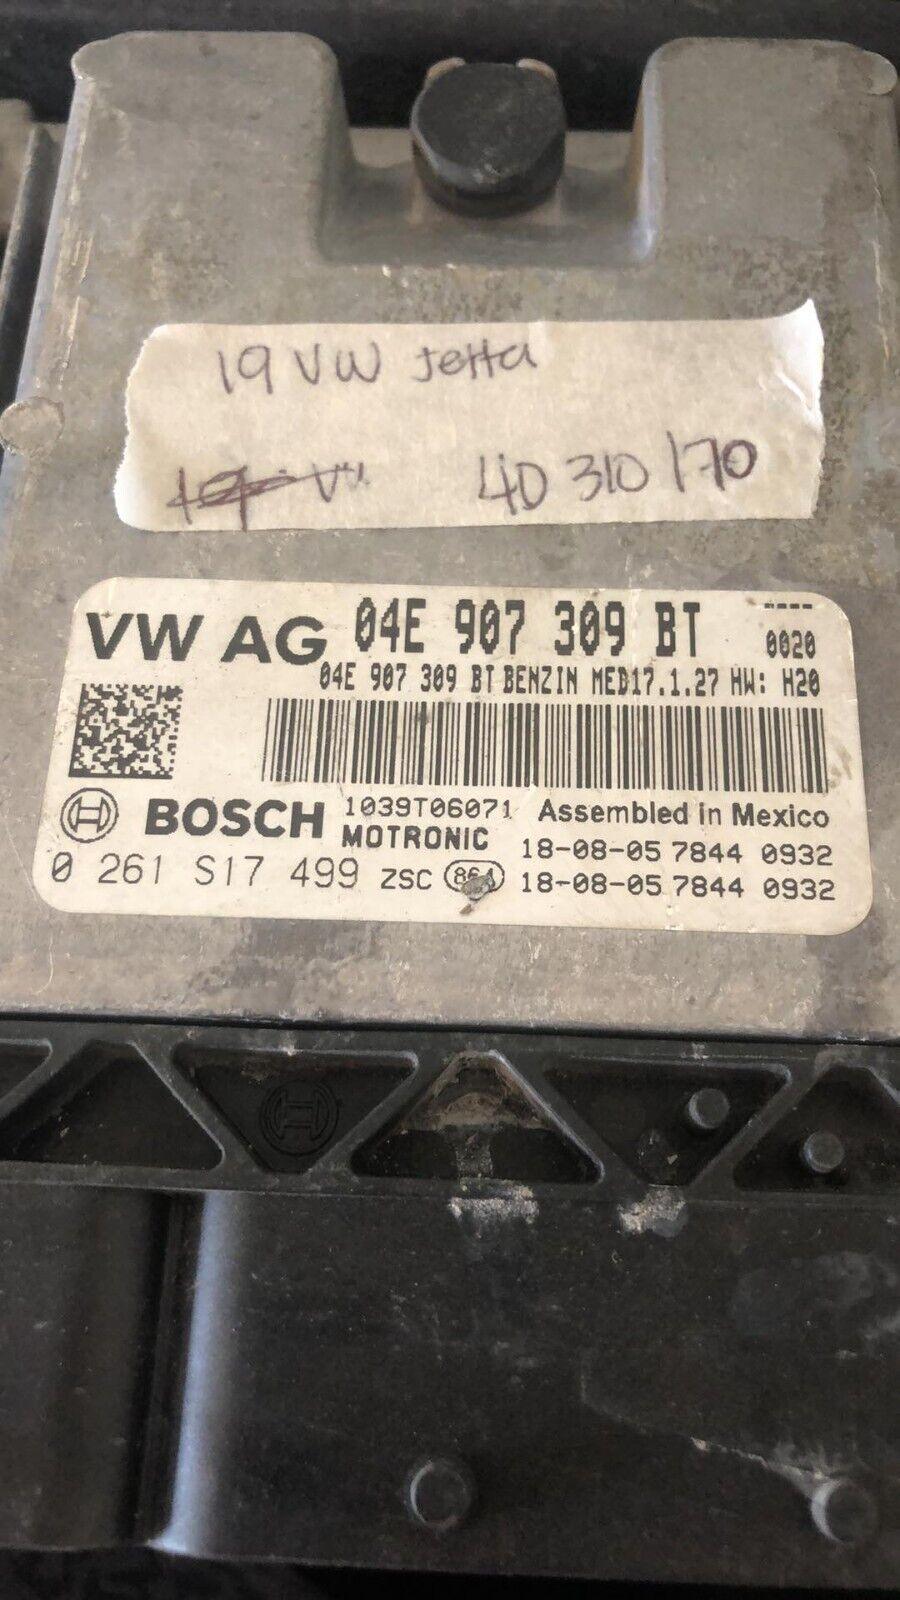 19 VW Jetta
40 310 170
VW AG 04E 907 309 BT ----
0020
04E 907 309 BT BENZIN MED17.1.27 HW: H20
BOSCH 1039T06071 Assembled in Mexico
MOTRONIC 18-08-05 7844 0932
0 261 S17 499 ZSC 864 18-08-05 7844 0932